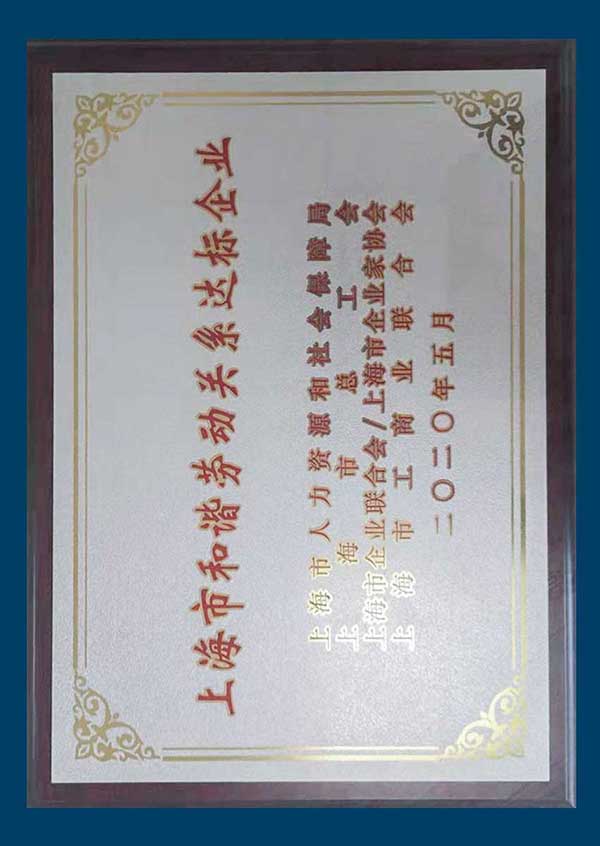 上海市和谐劳动关系达标企业
上海市人力资源和社会保障局
上海市总工会
上海市企业联合会/上海市企业家协会
上海市工商业联合会
二〇二〇年五月